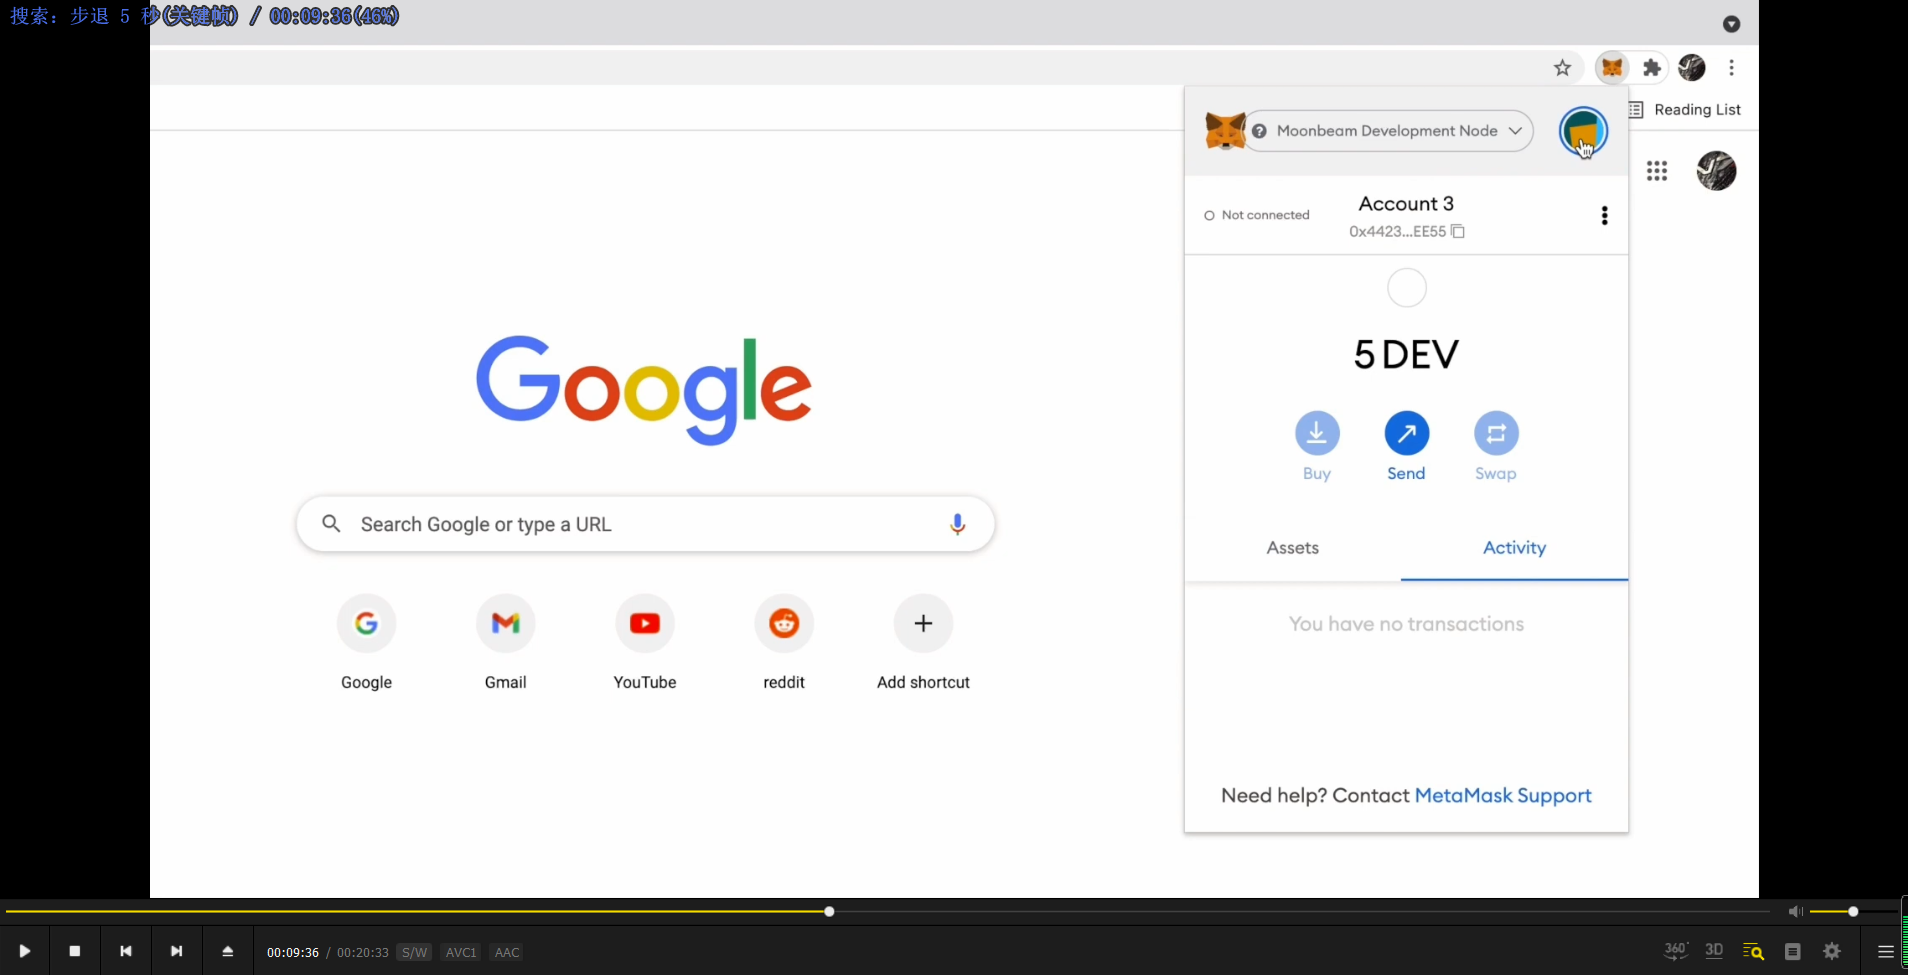 搜索: 步退 5 秒(关键帧) / 00:09:36(46%)
Reading List
Moonbeam Development Node
Not connected
Account 3
0x4423...EE55
5 DEV
Buy
Send
Swap
Assets
Activity
You have no transactions
Need help? Contact MetaMask Support
Google
Search Google or type a URL
Google
Gmail
YouTube
reddit
Add shortcut
00:09:36 / 00:20:33 S/W AVC1 AAC
360° 3D